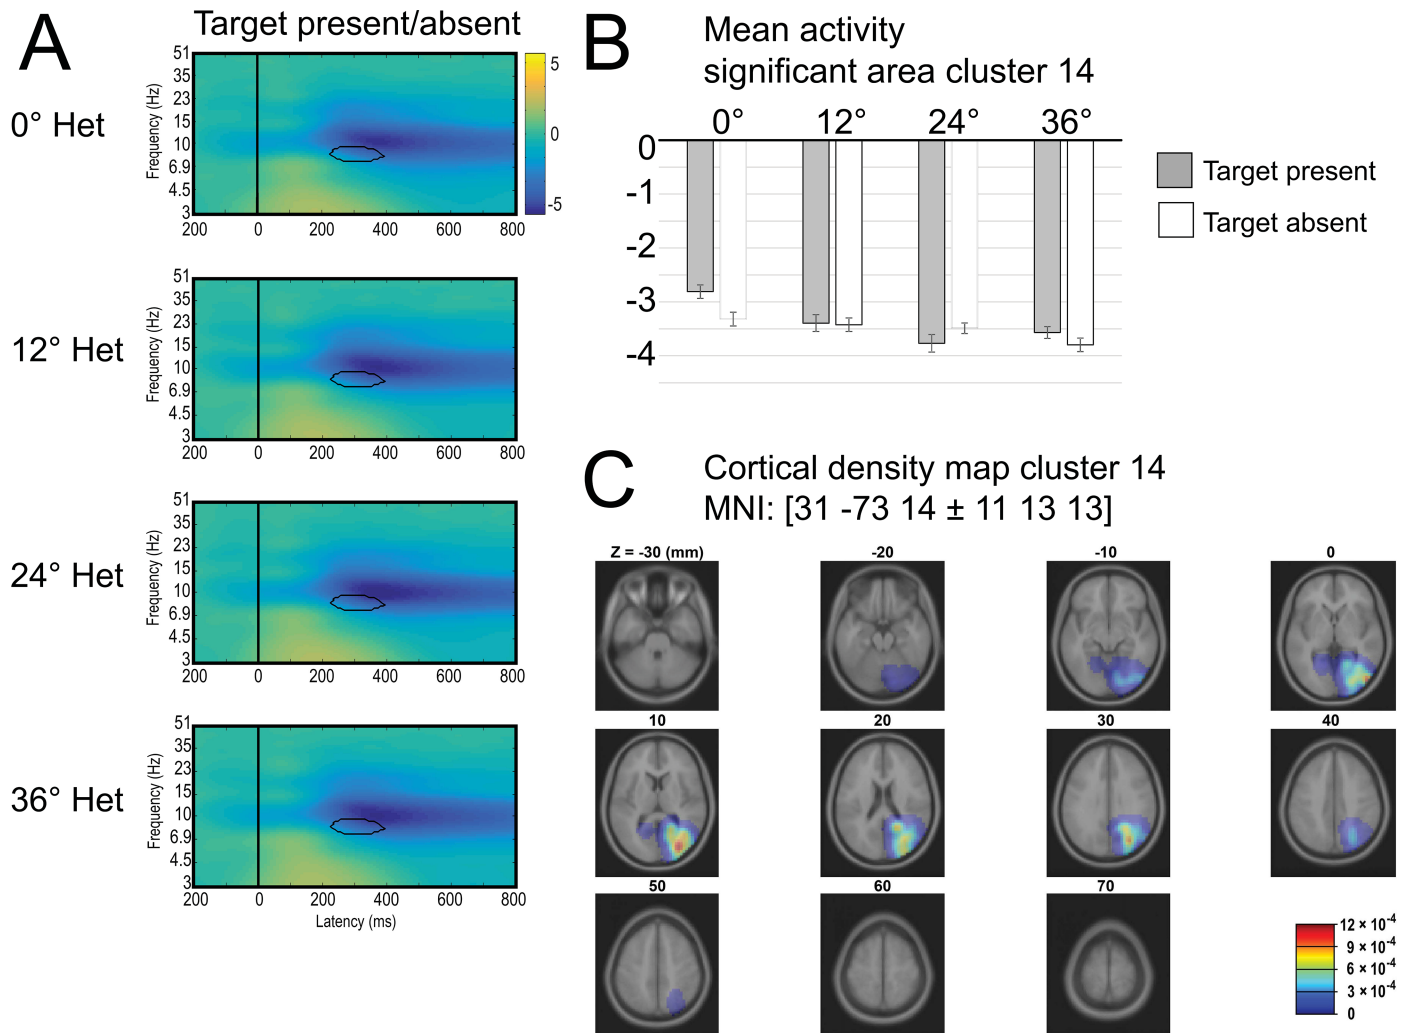 A
Target present/absent
0° Het
Frequency (Hz)
51
35
23
15
10
6.9
4.5
3
200 0 200 400 600 800
5
0
-5
12° Het
Frequency (Hz)
51
35
23
15
10
6.9
4.5
3
200 0 200 400 600 800
24° Het
Frequency (Hz)
51
35
23
15
10
6.9
4.5
3
200 0 200 400 600 800
36° Het
Frequency (Hz)
51
35
23
15
10
6.9
4.5
3
200 0 200 400 600 800
Latency (ms)
B
Mean activity
significant area cluster 14
0° 12° 24° 36°
0
-1
-2
-3
-4
Target present
Target absent
C
Cortical density map cluster 14
MNI: [31 -73 14 ± 11 13 13]
Z = -30 (mm) -20 -10 0
10 20 30 40
50 60 70
12 × 10⁻⁴
9 × 10⁻⁴
6 × 10⁻⁴
3 × 10⁻⁴
0